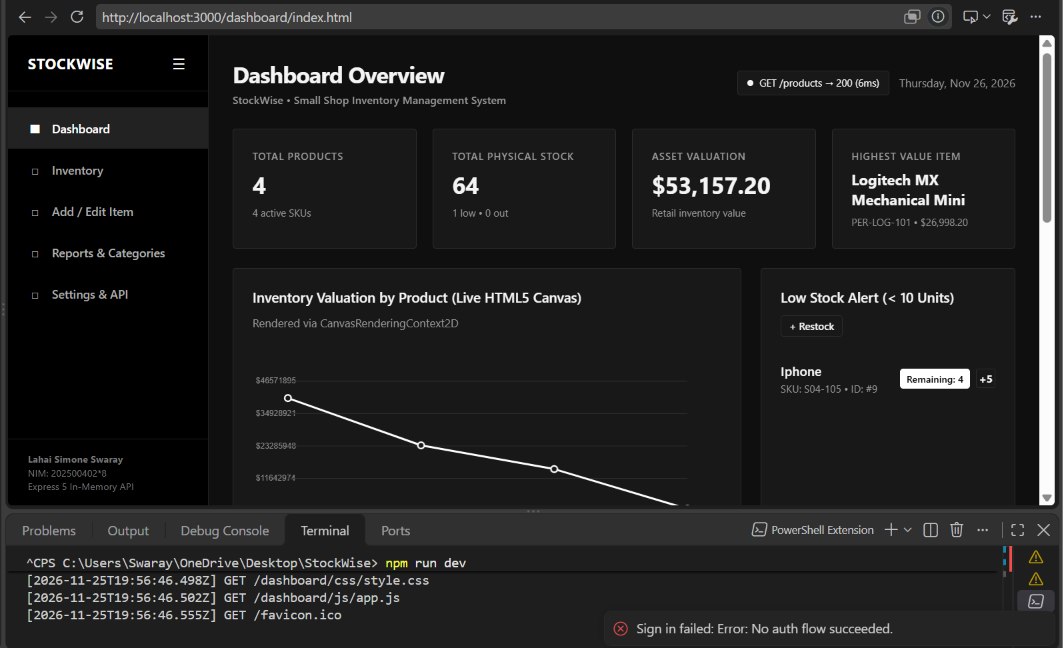 http://localhost:3000/dashboard/index.html
STOCKWISE
Dashboard
Inventory
Add / Edit Item
Reports & Categories
Settings & API
Lahai Simone Swaray
NIM: 202500402*8
Express 5 In-Memory API
Dashboard Overview
StockWise • Small Shop Inventory Management System
GET /products → 200 (6ms)
Thursday, Nov 26, 2026
TOTAL PRODUCTS
4
4 active SKUs
TOTAL PHYSICAL STOCK
64
1 low • 0 out
ASSET VALUATION
$53,157.20
Retail inventory value
HIGHEST VALUE ITEM
Logitech MX
Mechanical Mini
PER-LOG-101 • $26,998.20
Inventory Valuation by Product (Live HTML5 Canvas)
Rendered via CanvasRenderingContext2D
$46571895
$34928921
$23285948
$11642974
Low Stock Alert (< 10 Units)
+ Restock
Iphone
SKU: S04-105 • ID: #9
Remaining: 4
+5
Problems
Output
Debug Console
Terminal
Ports
PowerShell Extension
^CPS C:\Users\Swaray\OneDrive\Desktop\StockWise> npm run dev
[2026-11-25T19:56:46.498Z] GET /dashboard/css/style.css
[2026-11-25T19:56:46.502Z] GET /dashboard/js/app.js
[2026-11-25T19:56:46.555Z] GET /favicon.ico
Sign in failed: Error: No auth flow succeeded.